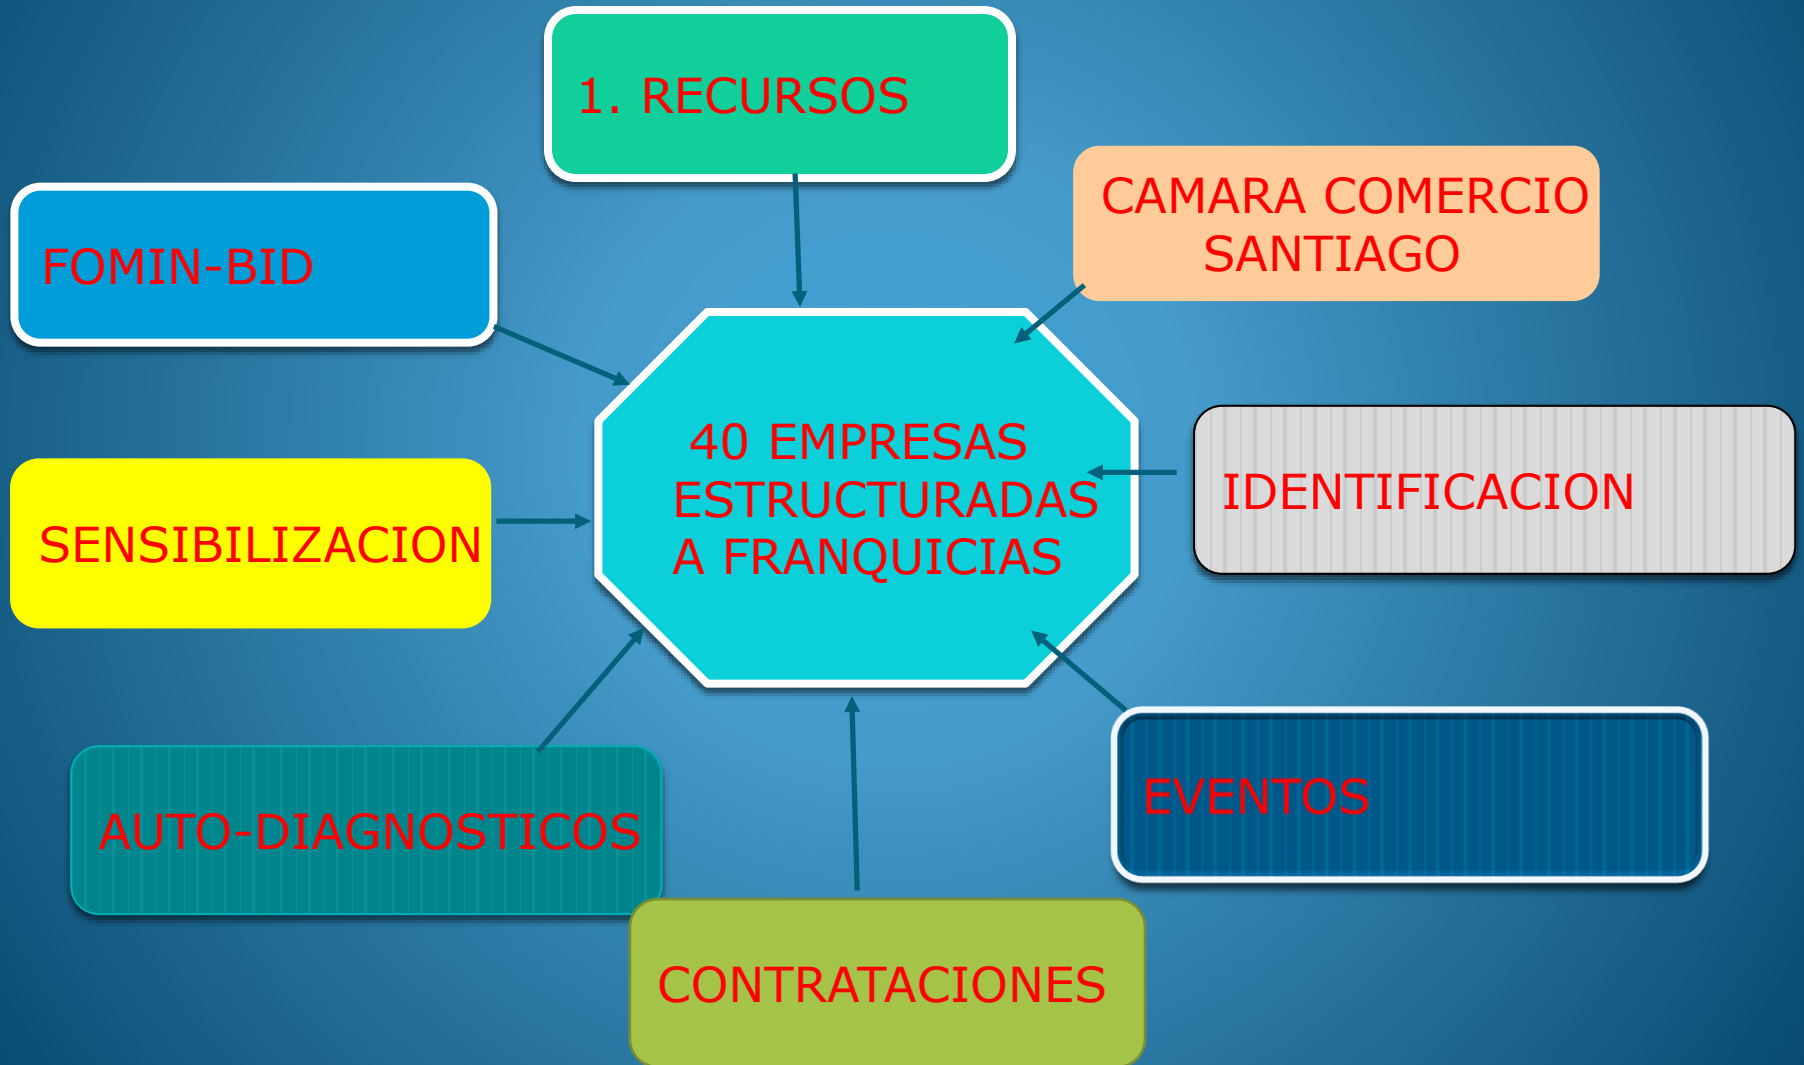 1. RECURSOS
CAMARA COMERCIO
SANTIAGO
FOMIN-BID
40 EMPRESAS
ESTRUCTURADAS
A FRANQUICIAS
IDENTIFICACION
SENSIBILIZACION
EVENTOS
AUTO-DIAGNOSTICOS
CONTRATACIONES